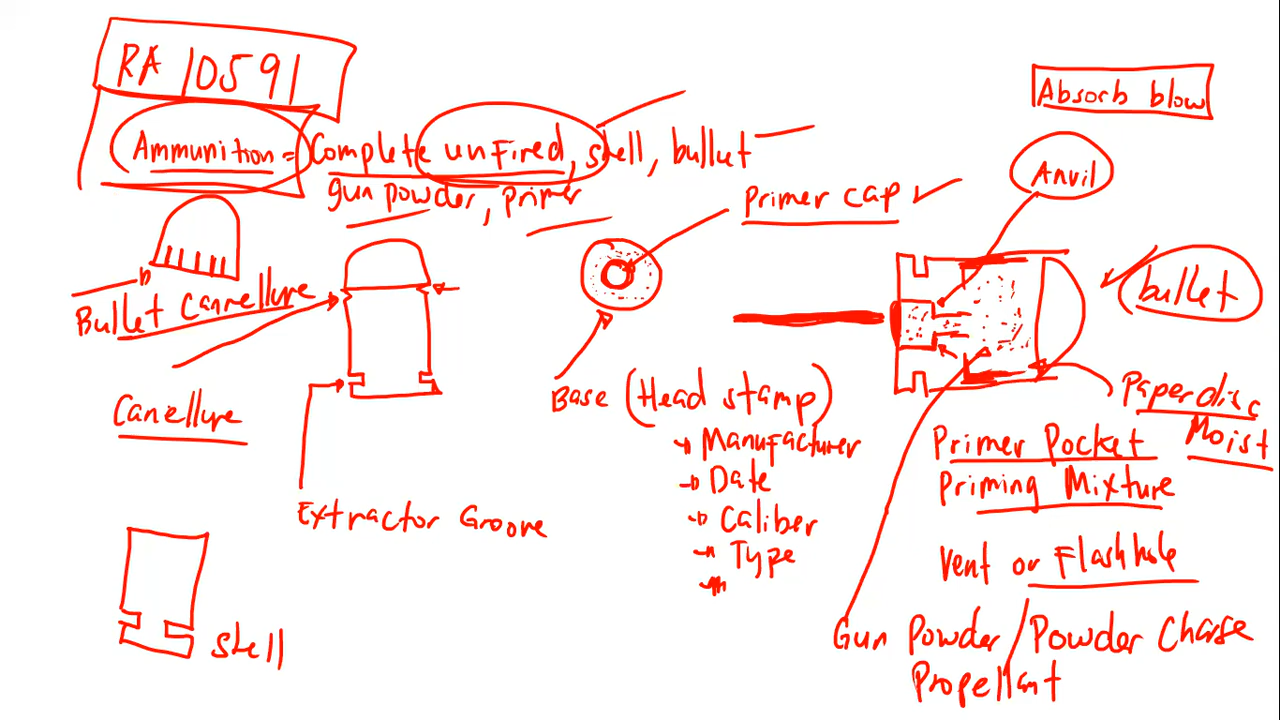 RA 10591
Absorb blow
Ammunition = Complete unfired, shell, bullet
gun powder, primer
Anvil
Primer cap
bullet
Bullet Canellure
Base (Head stamp)
Manufacturer
Date
Caliber
Type
Paper disc
Moist
Canellure
Primer Pocket
Priming Mixture
Extractor Groove
Vent or Flashhole
Gun Powder / Powder Charge
Propellant
Shell